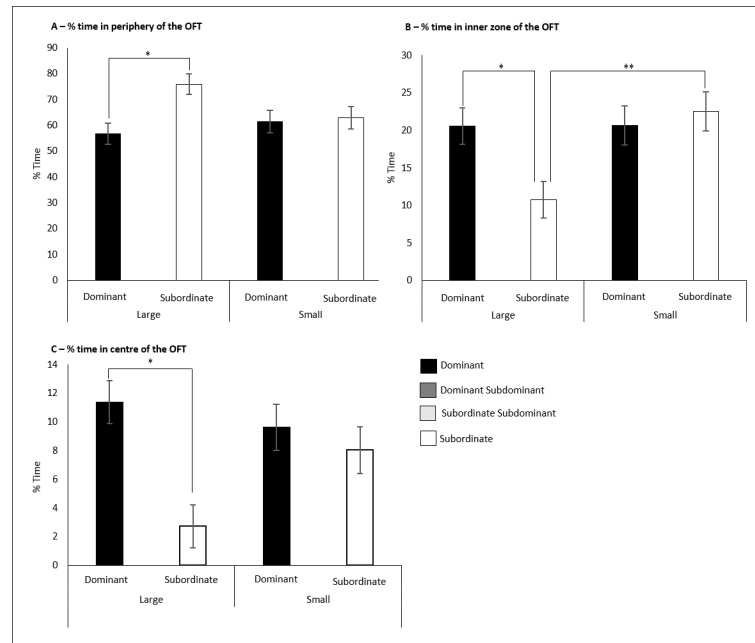 A – % time in periphery of the OFT
90
80
70
60
50
40
30
20
10
0
% Time
*
Dominant Subordinate Dominant Subordinate
Large Small
B – % time in inner zone of the OFT
30
25
20
15
10
5
0
% Time
* **
Dominant Subordinate Dominant Subordinate
Large Small
C – % time in centre of the OFT
14
12
10
8
6
4
2
0
% Time
*
Dominant Subordinate Dominant Subordinate
Large Small
Dominant
Dominant Subdominant
Subordinate Subdominant
Subordinate